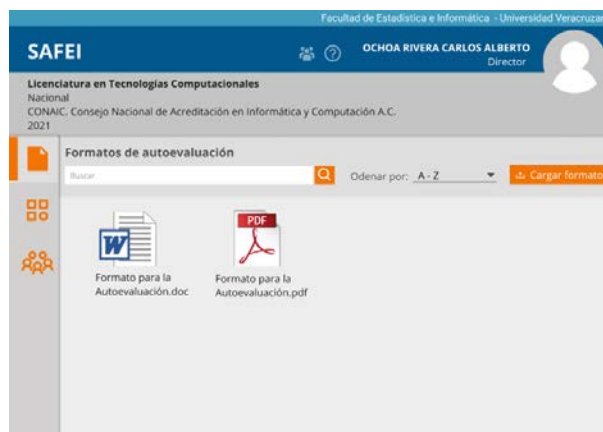 Facultad de Estadística e Informática - Universidad Veracruzan
SAFEI
OCHOA RIVERA CARLOS ALBERTO
Director
Licenciatura en Tecnologías Computacionales
Nacional
CONAIC. Consejo Nacional de Acreditación en Informática y Computación A.C.
2021
Formatos de autoevaluación
Buscar
Odenar por: A - Z
Cargar formato
W
PDF
Formato para la
Autoevaluación.doc
Formato para la
Autoevaluación.pdf